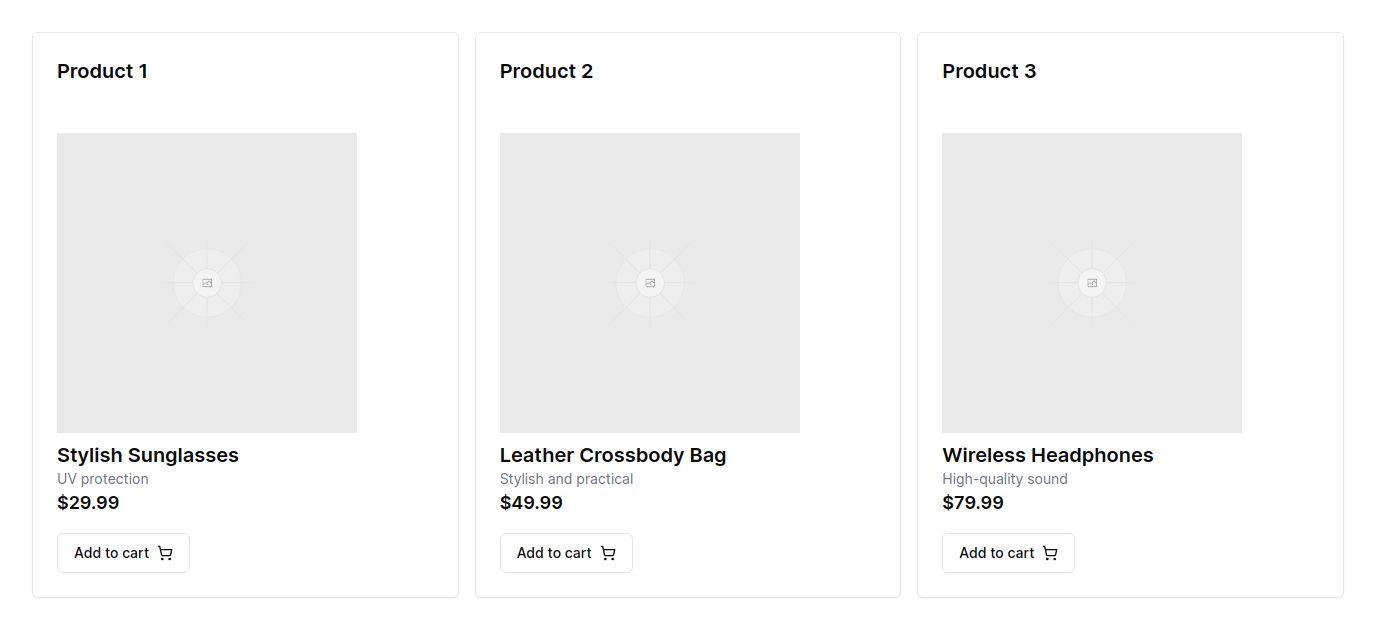 Product 1
Stylish Sunglasses
UV protection
$29.99
Add to cart
Product 2
Leather Crossbody Bag
Stylish and practical
$49.99
Add to cart
Product 3
Wireless Headphones
High-quality sound
$79.99
Add to cart